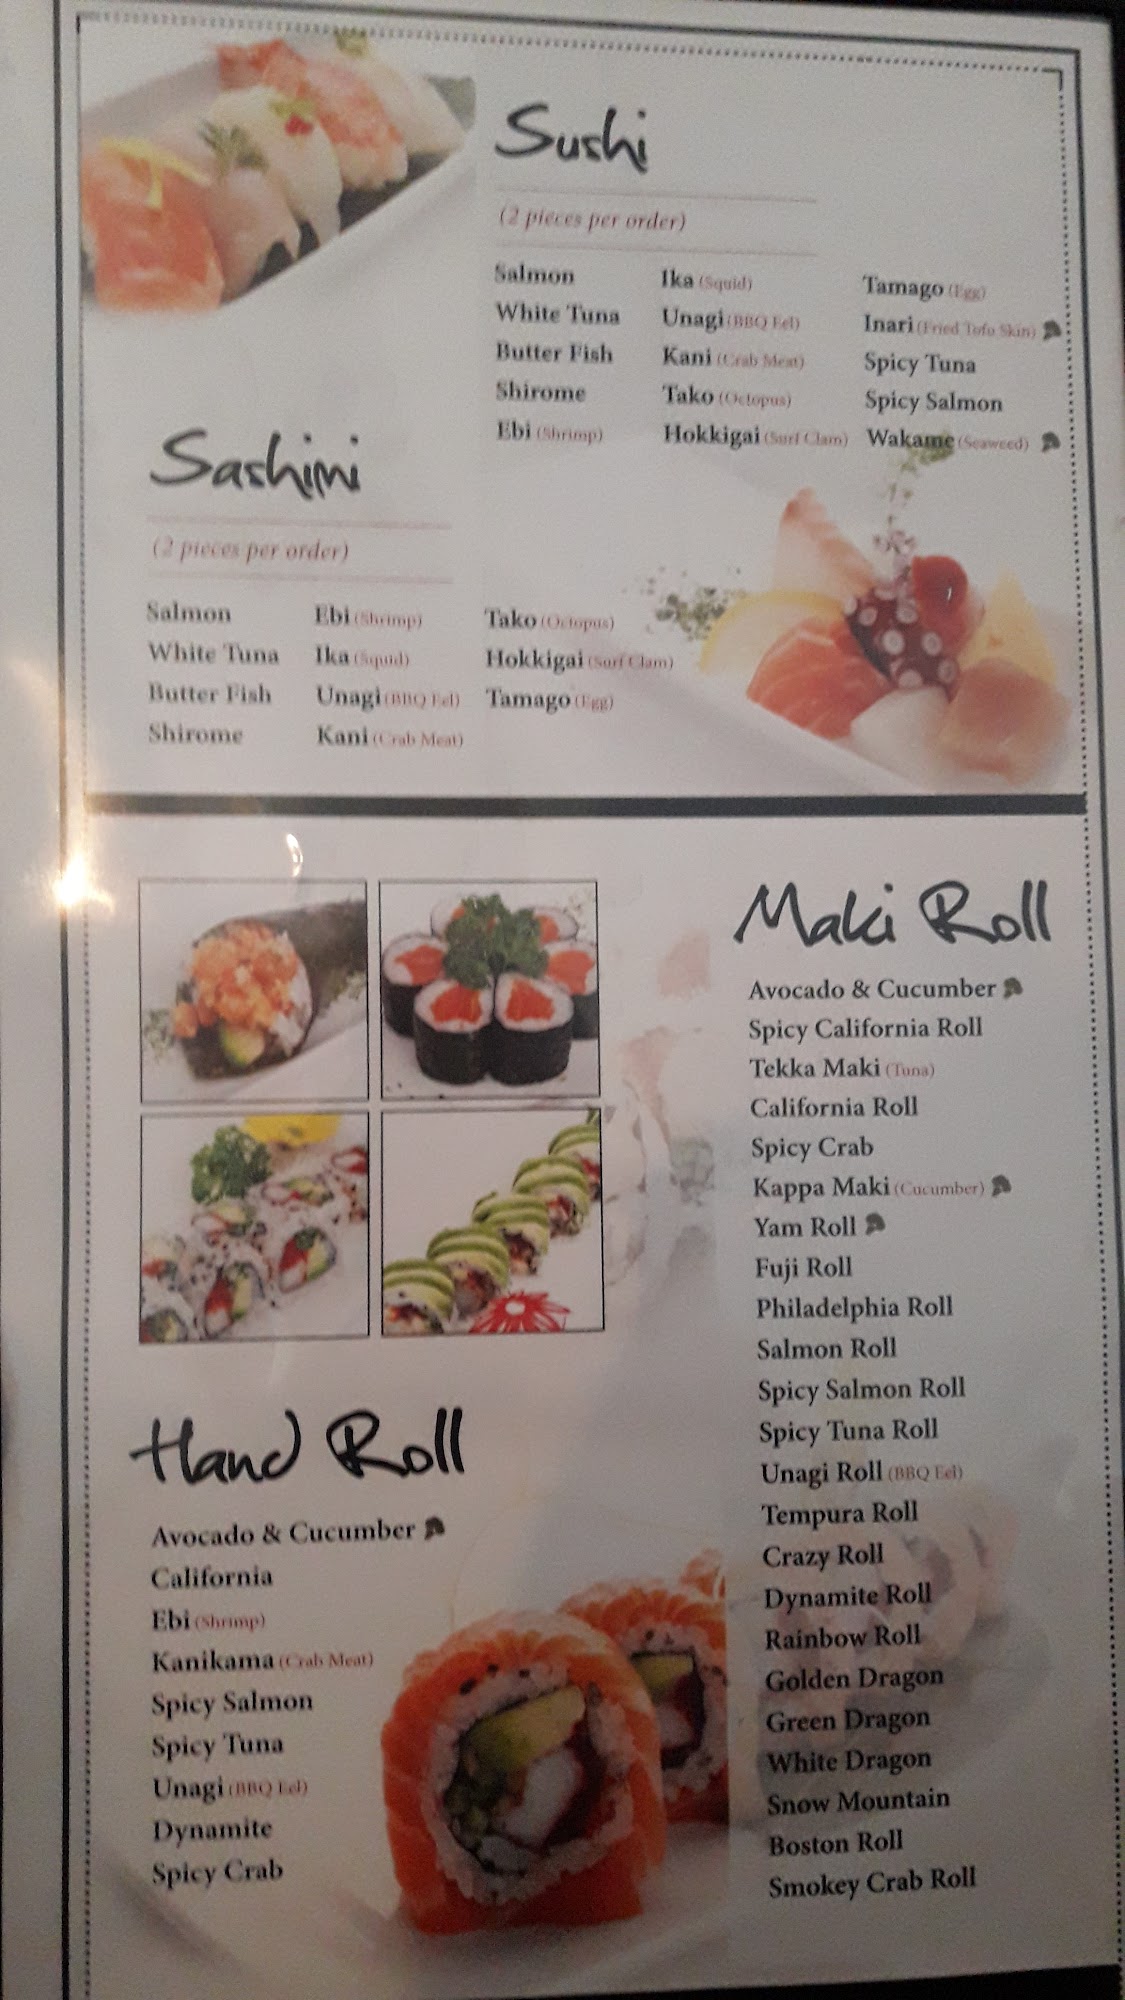 Sushi
(2 pieces per order)
Salmon
White Tuna
Butter Fish
Shirome
Ebi (Shrimp)
Ika (Squid)
Unagi (BBQ Eel)
Kani (Crab Meat)
Tako (Octopus)
Hokkigai (Surf Clam)
Tamago (Egg)
Inari (Fried Tofu Skin)
Spicy Tuna
Spicy Salmon
Wakame (Seaweed)
Sashimi
(2 pieces per order)
Salmon
White Tuna
Butter Fish
Shirome
Ebi (Shrimp)
Ika (Squid)
Unagi (BBQ Eel)
Kani (Crab Meat)
Tako (Octopus)
Hokkigai (Surf Clam)
Tamago (Egg)
Maki Roll
Avocado & Cucumber
Spicy California Roll
Tekka Maki (Tuna)
California Roll
Spicy Crab
Kappa Maki (Cucumber)
Yam Roll
Fuji Roll
Philadelphia Roll
Salmon Roll
Spicy Salmon Roll
Spicy Tuna Roll
Unagi Roll (BBQ Eel)
Tempura Roll
Crazy Roll
Dynamite Roll
Rainbow Roll
Golden Dragon
Green Dragon
White Dragon
Snow Mountain
Boston Roll
Smokey Crab Roll
Hand Roll
Avocado & Cucumber
California
Ebi (Shrimp)
Kanikama (Crab Meat)
Spicy Salmon
Spicy Tuna
Unagi (BBQ Eel)
Dynamite
Spicy Crab